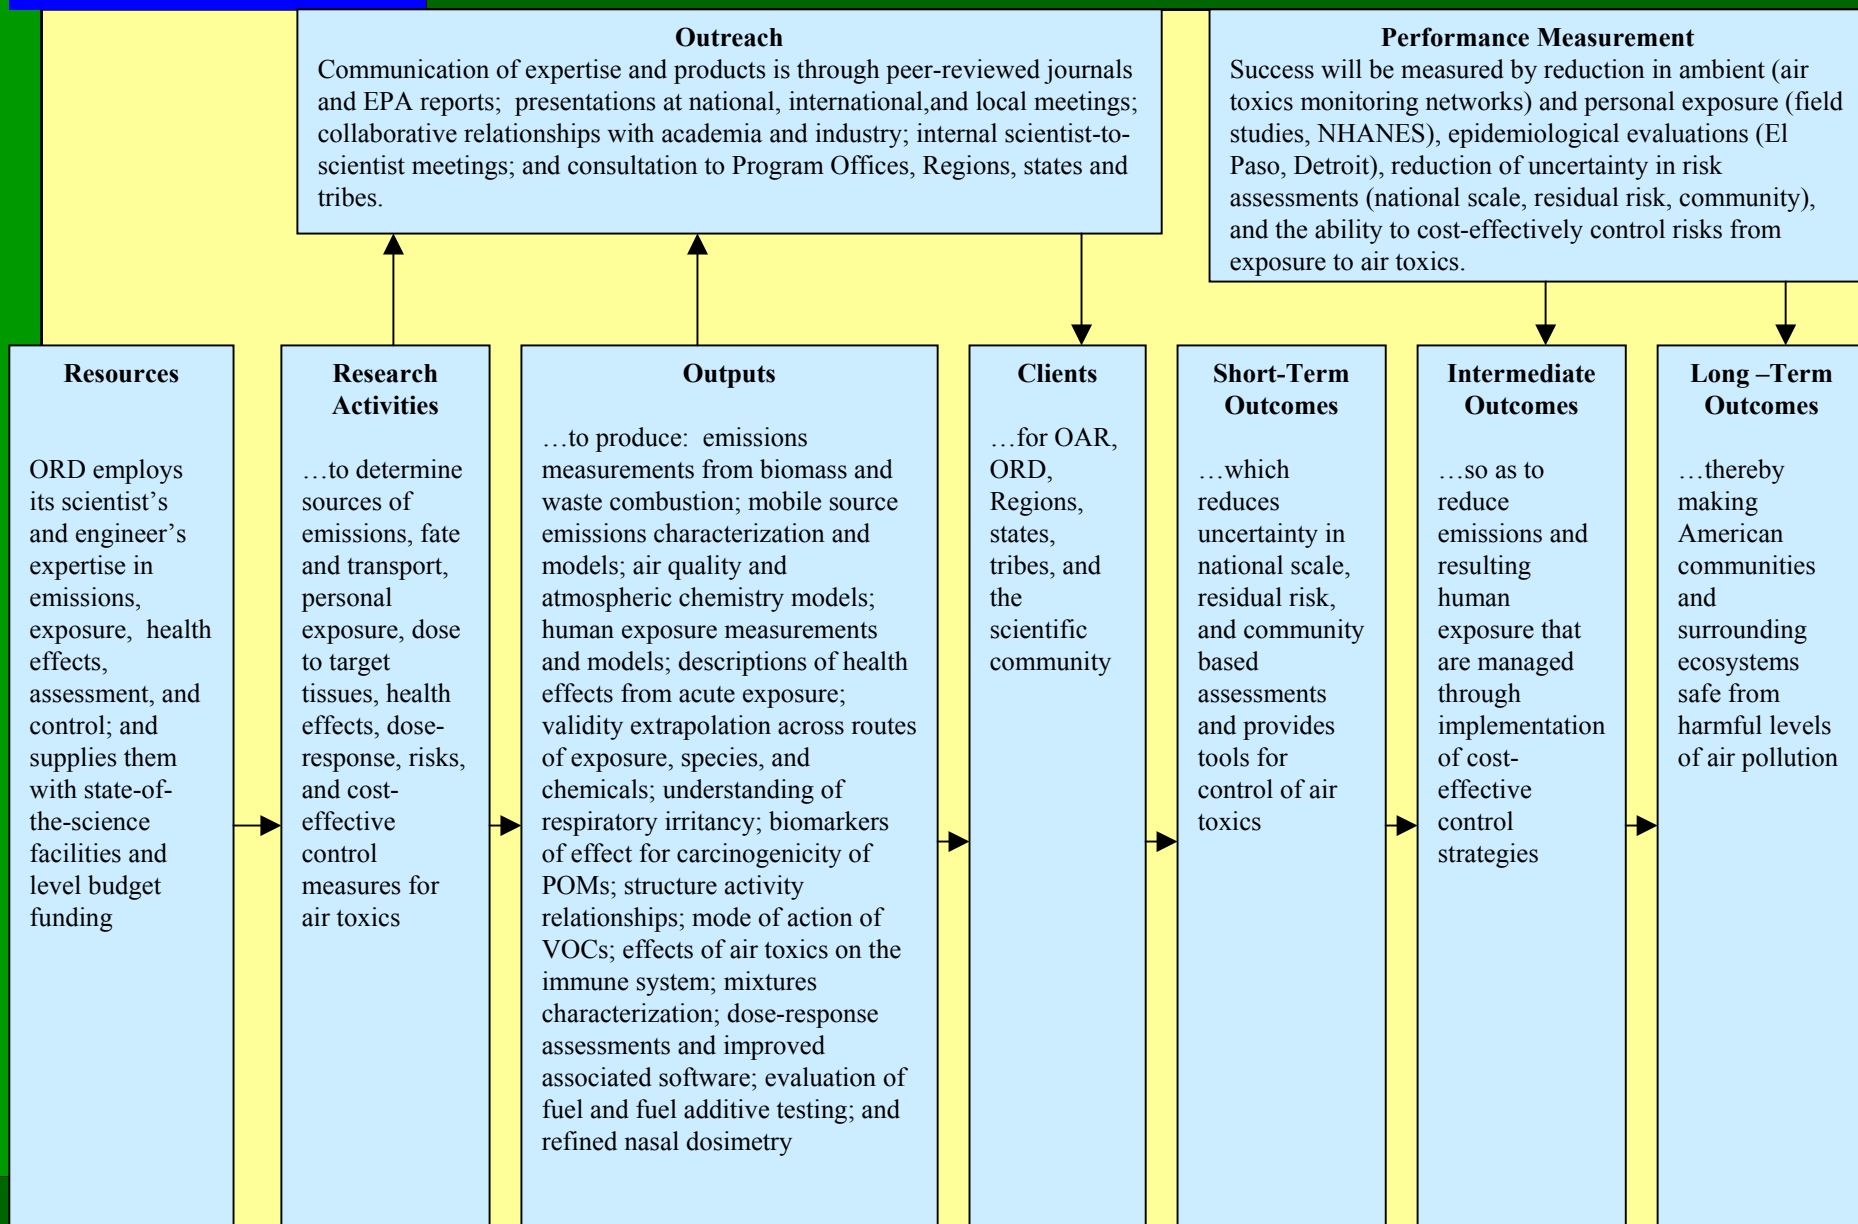 Outreach
Communication of expertise and products is through peer-reviewed journals
and EPA reports;  presentations at national, international,and local meetings;
collaborative relationships with academia and industry; internal scientist-to-
scientist meetings; and consultation to Program Offices, Regions, states and
tribes.
Performance Measurement
Success will be measured by reduction in ambient (air
toxics monitoring networks) and personal exposure (field
studies, NHANES), epidemiological evaluations (El
Paso, Detroit), reduction of uncertainty in risk
assessments (national scale, residual risk, community),
and the ability to cost-effectively control risks from
exposure to air toxics.
Resources
ORD employs
its scientist’s
and engineer’s
expertise in
emissions,
exposure,  health
effects,
assessment, and
control; and
supplies them
with state-of-
the-science
facilities and
level budget
funding
Research
Activities
…to determine
sources of
emissions, fate
and transport,
personal
exposure, dose
to target
tissues, health
effects, dose-
response, risks,
and cost-
effective
control
measures for
air toxics
Outputs
…to produce:  emissions
measurements from biomass and
waste combustion; mobile source
emissions characterization and
models; air quality and
atmospheric chemistry models;
human exposure measurements
and models; descriptions of health
effects from acute exposure;
validity extrapolation across routes
of exposure, species, and
chemicals; understanding of
respiratory irritancy; biomarkers
of effect for carcinogenicity of
POMs; structure activity
relationships; mode of action of
VOCs; effects of air toxics on the
immune system; mixtures
characterization; dose-response
assessments and improved
associated software; evaluation of
fuel and fuel additive testing; and
refined nasal dosimetry
Clients
…for OAR,
ORD,
Regions,
states,
tribes, and
the
scientific
community
Short-Term
Outcomes
…which
reduces
uncertainty in
national scale,
residual risk,
and community
based
assessments
and provides
tools for
control of air
toxics
Intermediate
Outcomes
…so as to
reduce
emissions and
resulting
human
exposure that
are managed
through
implementation
of cost-
effective
control
strategies
Long –Term
Outcomes
…thereby
making
American
communities
and
surrounding
ecosystems
safe from
harmful levels
of air pollution